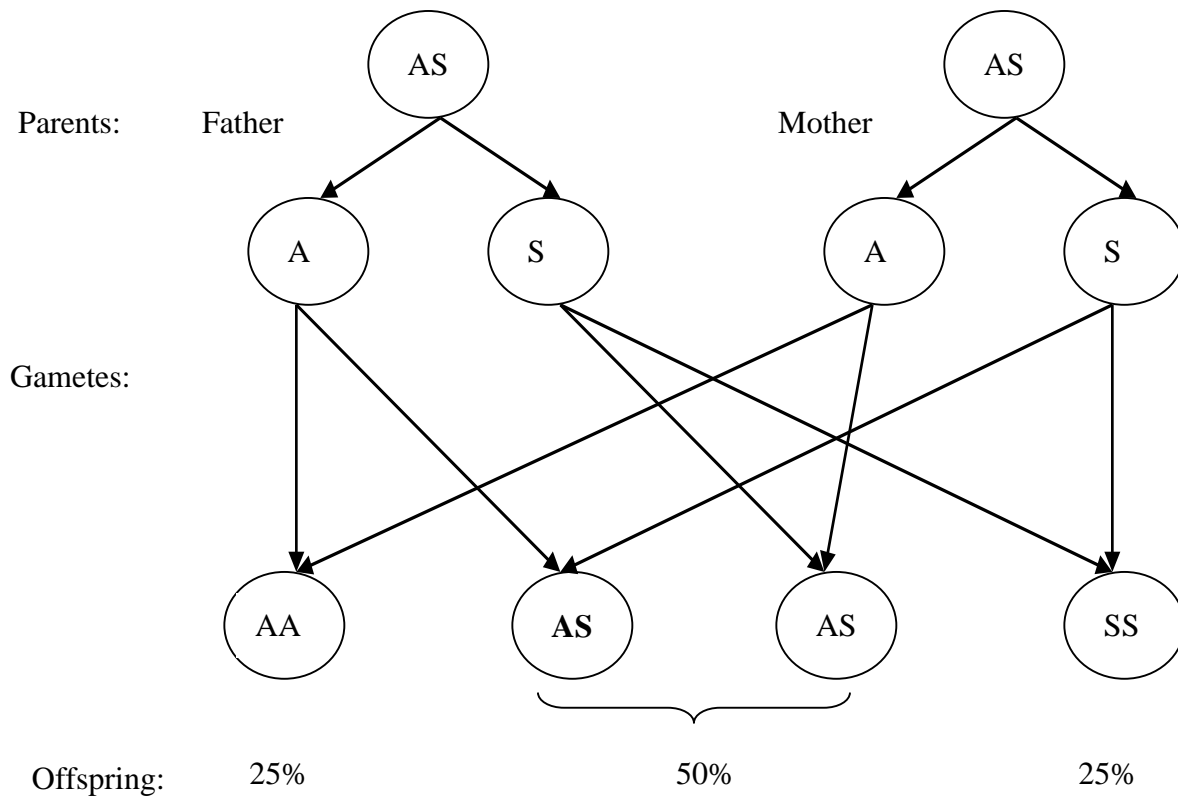 AS AS
Parents: Father Mother
A S A S
Gametes:
AA AS AS SS
Offspring: 25% 50% 25%